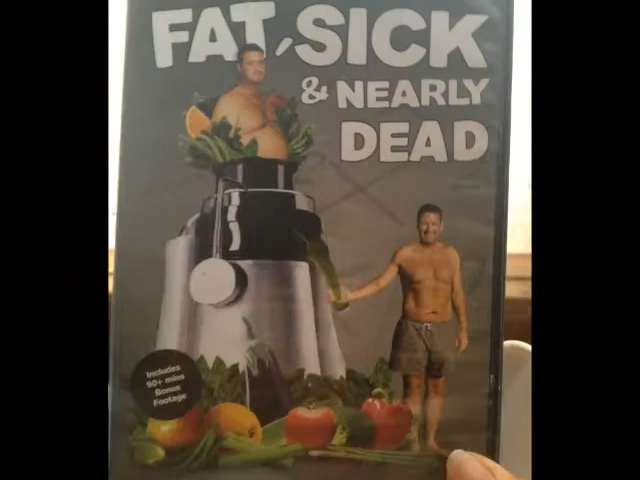 FAT, SICK
& NEARLY
DEAD
Includes
90+ mins
Bonus
Footage